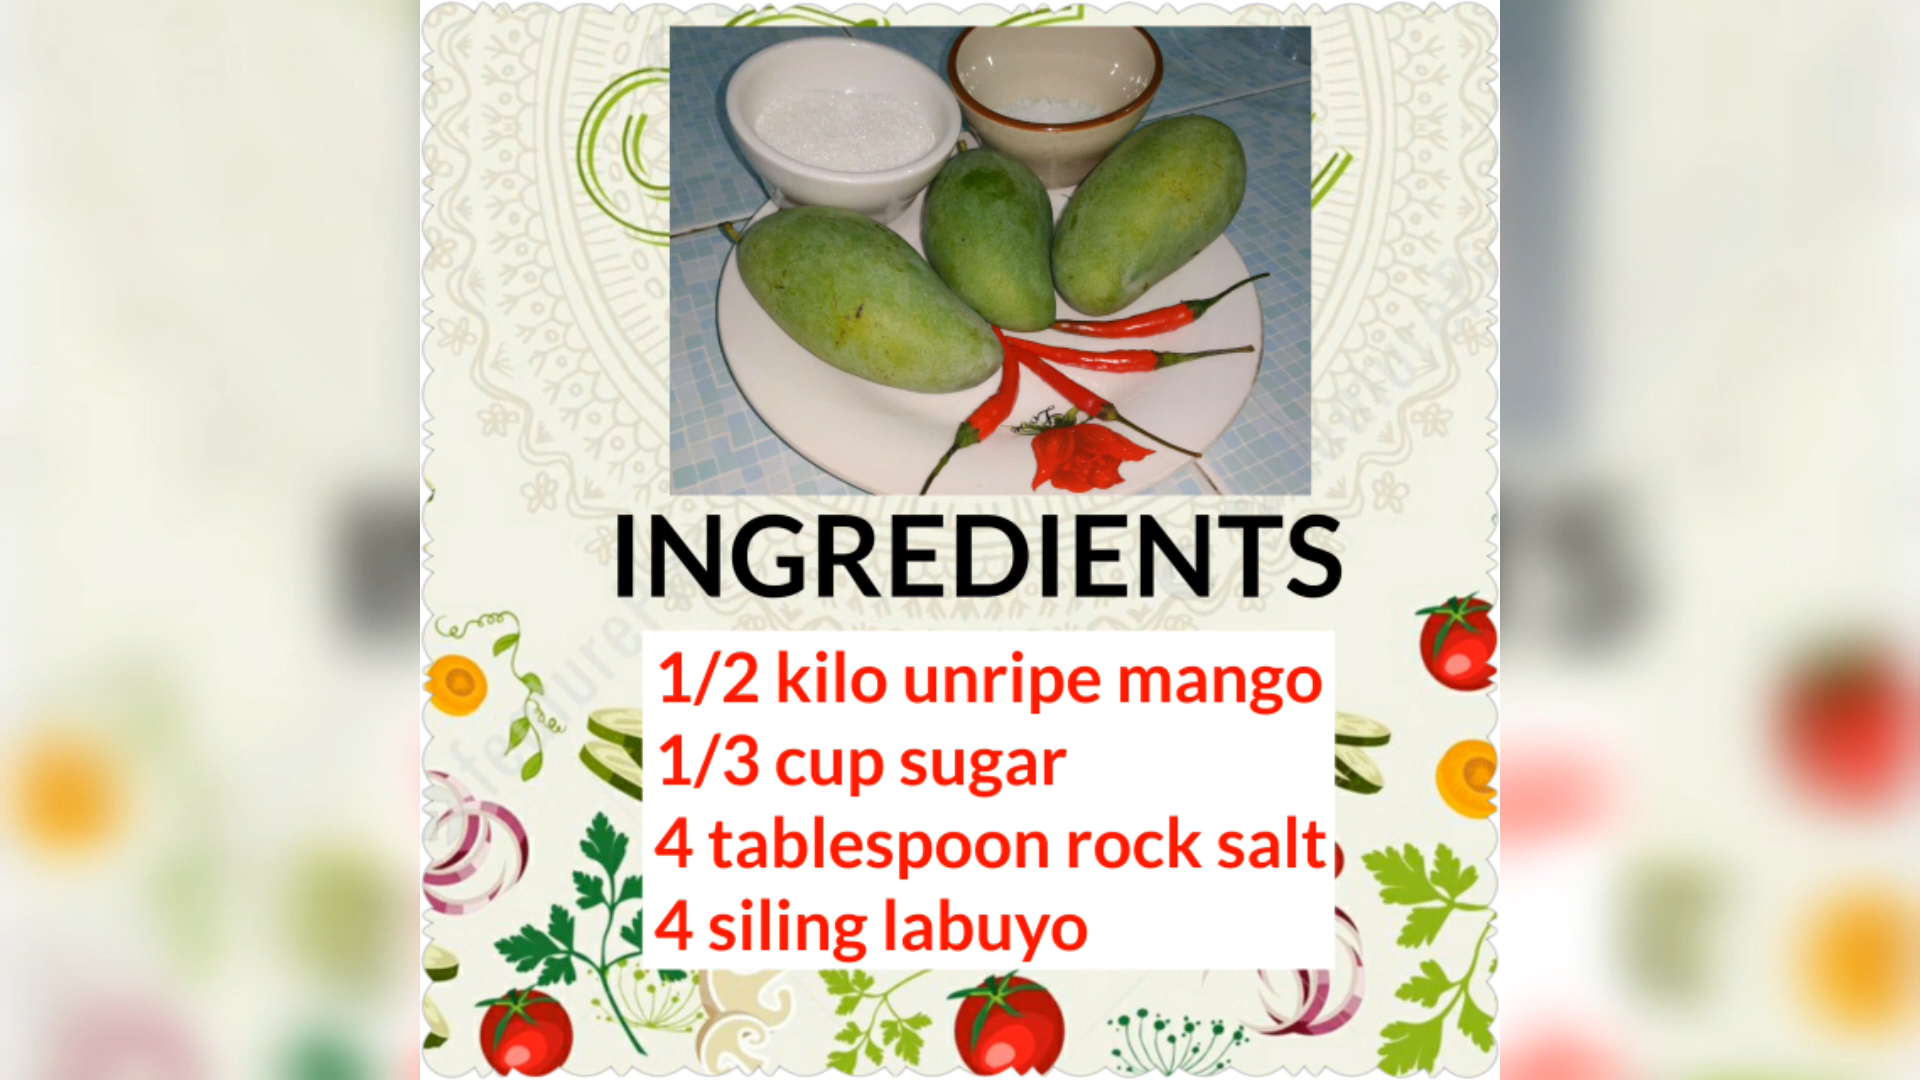 INGREDIENTS
1/2 kilo unripe mango
1/3 cup sugar
4 tablespoon rock salt
4 siling labuyo